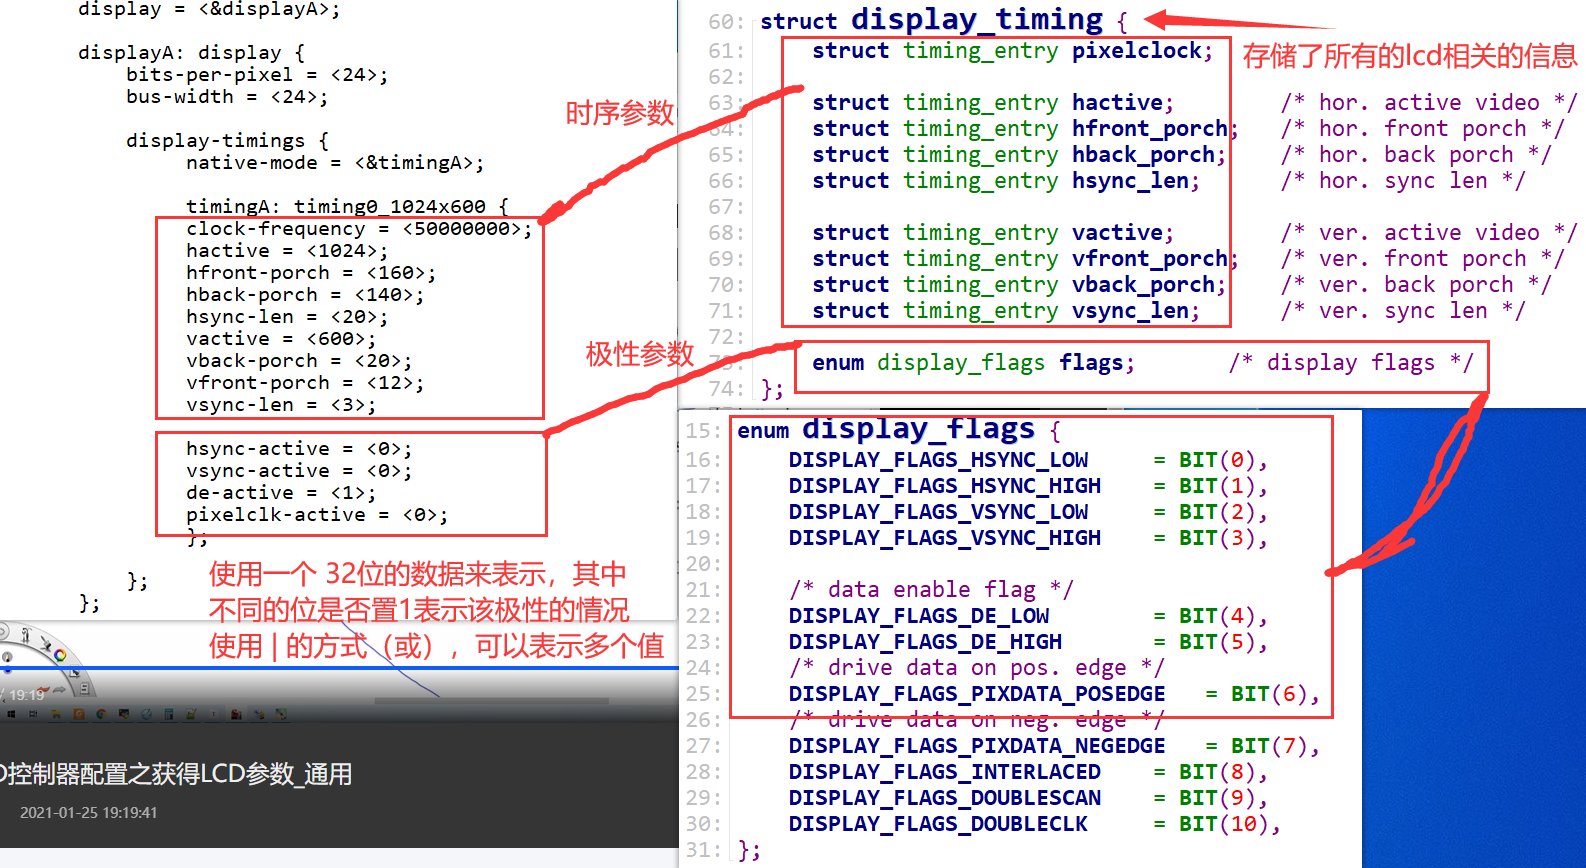 display = <&displayA>;
displayA: display {
bits-per-pixel = <24>;
bus-width = <24>;
display-timings {
native-mode = <&timingA>;
timingA: timing0_1024x600 {
clock-frequency = <50000000>;
hactive = <1024>;
hfront-porch = <160>;
hback-porch = <140>;
hsync-len = <20>;
vactive = <600>;
vback-porch = <20>;
vfront-porch = <12>;
vsync-len = <3>;
hsync-active = <0>;
vsync-active = <0>;
de-active = <1>;
pixelclk-active = <0>;
};
};
};
时序参数
极性参数
使用一个 32位的数据来表示，其中
不同的位是否置1表示该极性的情况
使用 | 的方式（或），可以表示多个值
19:19
控制器配置之获得LCD参数_通用
2021-01-25 19:19:41
60: struct display_timing {
存储了所有的lcd相关的信息
61: struct timing_entry pixelclock;
62:
63: struct timing_entry hactive; /* hor. active video */
64: struct timing_entry hfront_porch; /* hor. front porch */
65: struct timing_entry hback_porch; /* hor. back porch */
66: struct timing_entry hsync_len; /* hor. sync len */
67:
68: struct timing_entry vactive; /* ver. active video */
69: struct timing_entry vfront_porch; /* ver. front porch */
70: struct timing_entry vback_porch; /* ver. back porch */
71: struct timing_entry vsync_len; /* ver. sync len */
72:
73: enum display_flags flags; /* display flags */
74: };
15: enum display_flags {
16: DISPLAY_FLAGS_HSYNC_LOW = BIT(0),
17: DISPLAY_FLAGS_HSYNC_HIGH = BIT(1),
18: DISPLAY_FLAGS_VSYNC_LOW = BIT(2),
19: DISPLAY_FLAGS_VSYNC_HIGH = BIT(3),
20:
21: /* data enable flag */
22: DISPLAY_FLAGS_DE_LOW = BIT(4),
23: DISPLAY_FLAGS_DE_HIGH = BIT(5),
24: /* drive data on pos. edge */
25: DISPLAY_FLAGS_PIXDATA_POSEDGE = BIT(6),
26: /* drive data on neg. edge */
27: DISPLAY_FLAGS_PIXDATA_NEGEDGE = BIT(7),
28: DISPLAY_FLAGS_INTERLACED = BIT(8),
29: DISPLAY_FLAGS_DOUBLESCAN = BIT(9),
30: DISPLAY_FLAGS_DOUBLECLK = BIT(10),
31: };